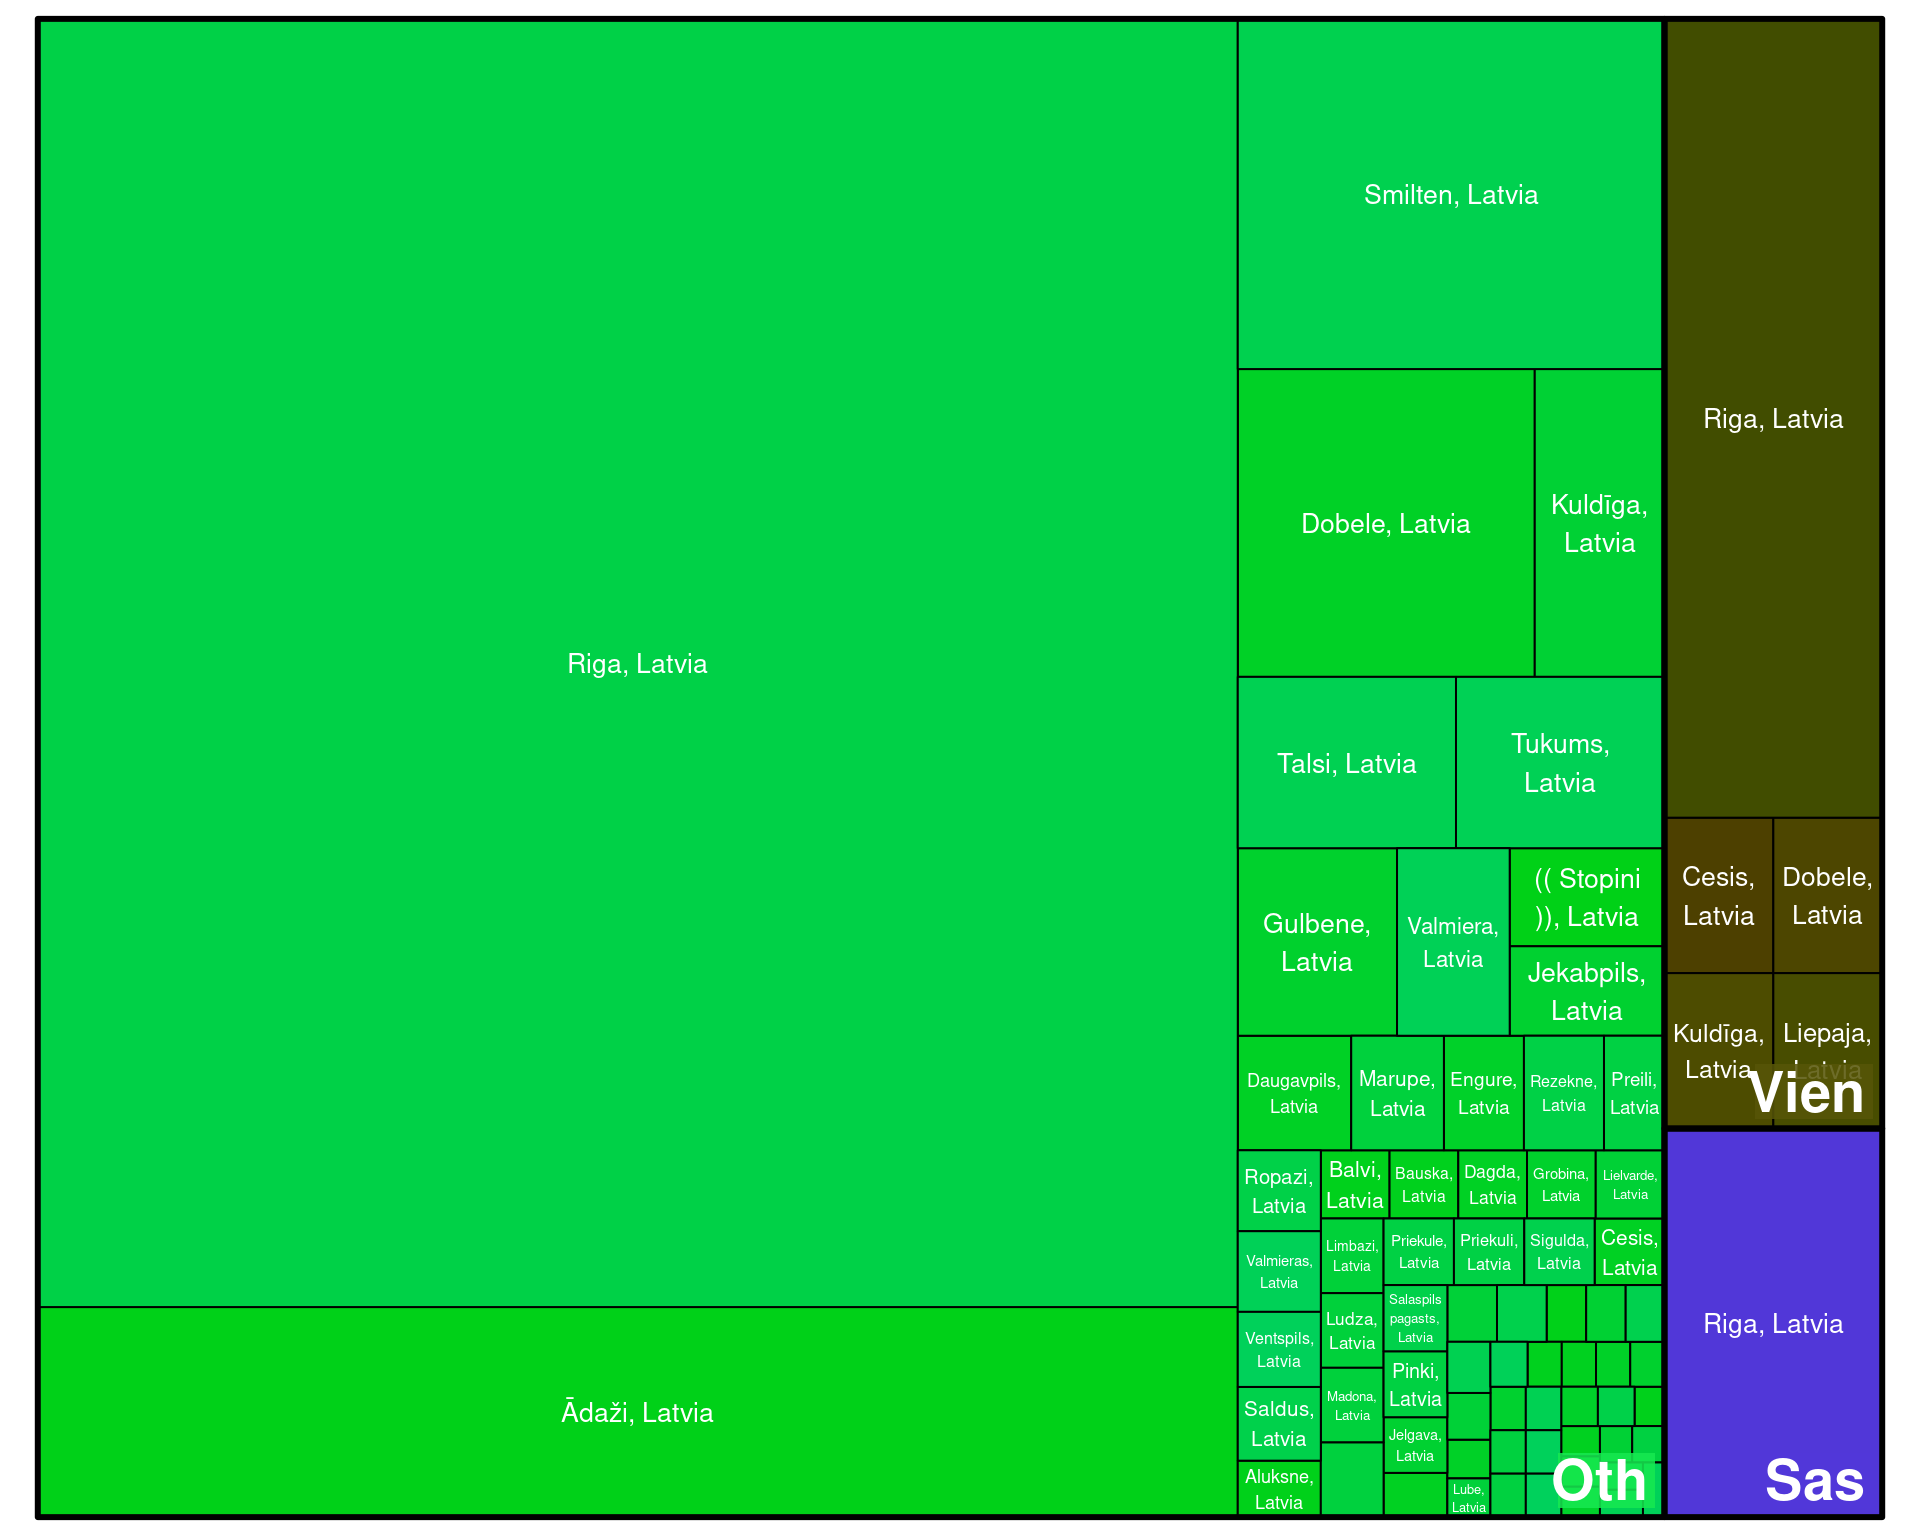 Riga, Latvia
Ādaži, Latvia
Smilten, Latvia
Dobele, Latvia
Kuldīga,
Latvia
Talsi, Latvia
Tukums,
Latvia
Gulbene,
Latvia
Valmiera,
Latvia
(( Stopini
)), Latvia
Jekabpils,
Latvia
Daugavpils,
Latvia
Marupe,
Latvia
Engure,
Latvia
Rezekne,
Latvia
Preili,
Latvia
Ropazi,
Latvia
Valmieras,
Latvia
Ventspils,
Latvia
Saldus,
Latvia
Aluksne,
Latvia
Balvi,
Latvia
Bauska,
Latvia
Dagda,
Latvia
Grobina,
Latvia
Lielvarde,
Latvia
Limbazi,
Latvia
Ludza,
Latvia
Madona,
Latvia
Priekule,
Latvia
Priekuli,
Latvia
Sigulda,
Latvia
Cesis,
Latvia
Salaspils
pagasts,
Latvia
Pinki,
Latvia
Jelgava,
Latvia
Lube,
Latvia
Oth
Riga, Latvia
Cesis,
Latvia
Dobele,
Latvia
Kuldīga,
Latvia
Liepaja,
Latvia
Vien
Riga, Latvia
Sas